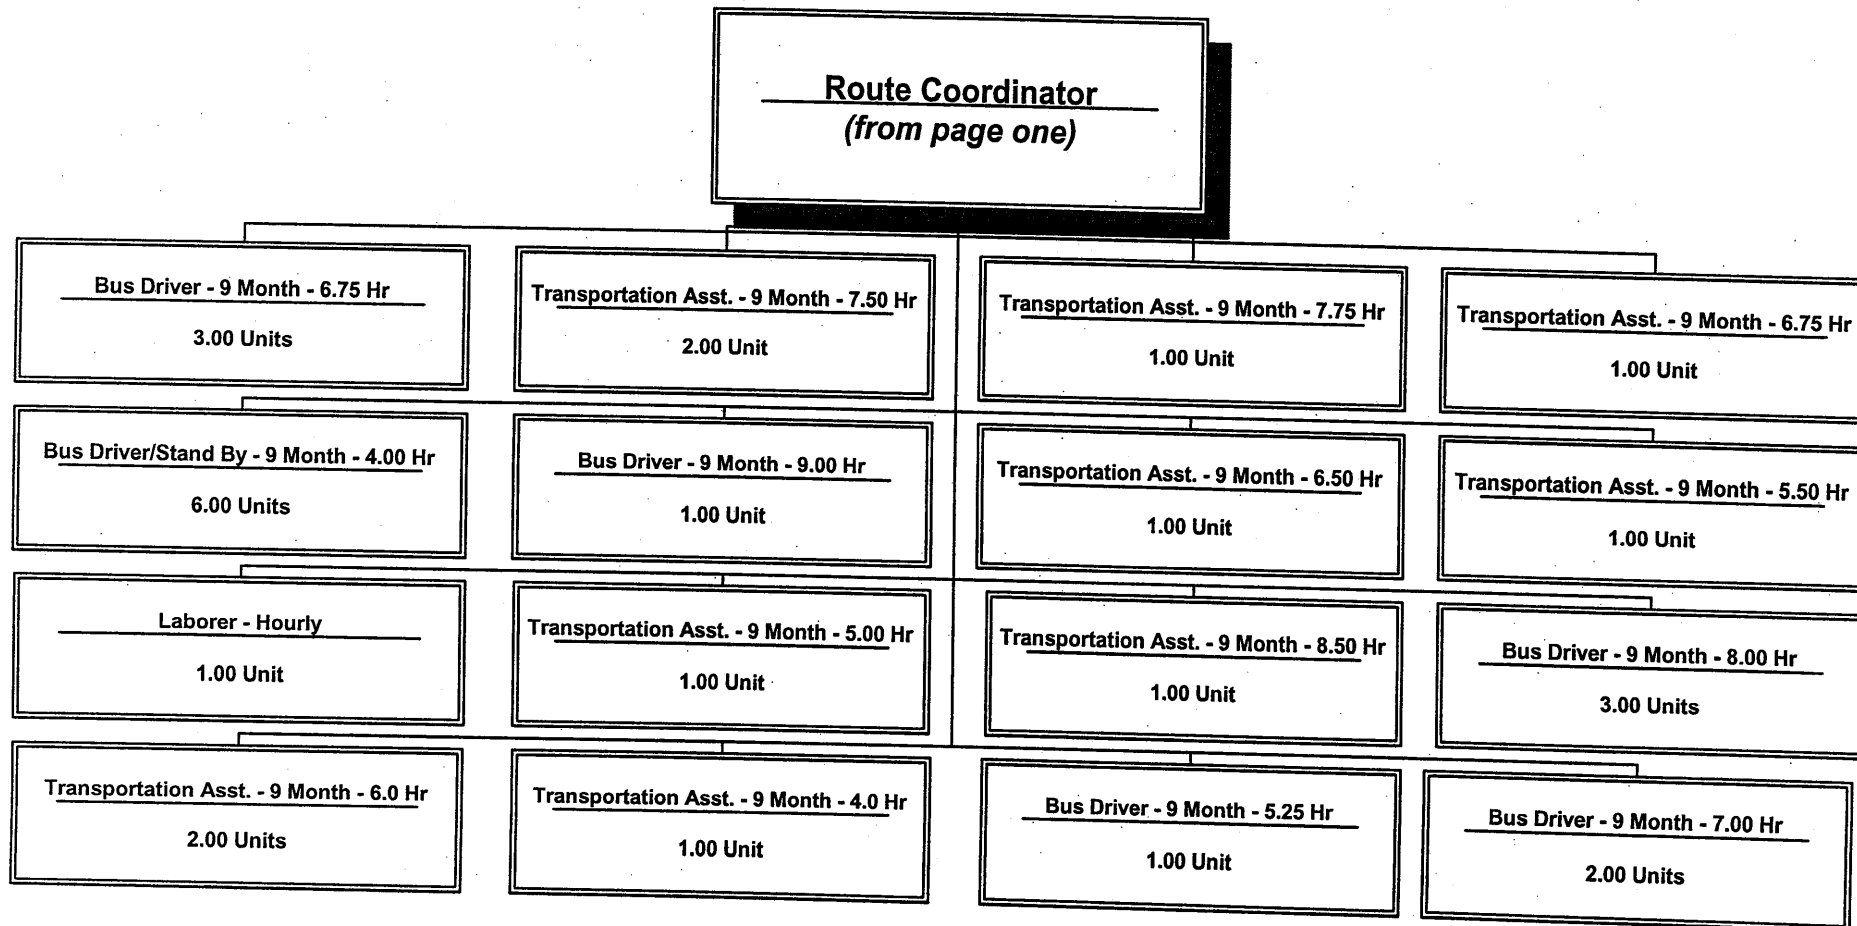 Route Coordinator
(from page one)
Bus Driver - 9 Month - 6.75 Hr
3.00 Units
Transportation Asst. - 9 Month - 7.50 Hr
2.00 Unit
Transportation Asst. - 9 Month - 7.75 Hr
1.00 Unit
Transportation Asst. - 9 Month - 6.75 Hr
1.00 Unit
Bus Driver/Stand By - 9 Month - 4.00 Hr
6.00 Units
Bus Driver - 9 Month - 9.00 Hr
1.00 Unit
Transportation Asst. - 9 Month - 6.50 Hr
1.00 Unit
Transportation Asst. - 9 Month - 5.50 Hr
1.00 Unit
Laborer - Hourly
1.00 Unit
Transportation Asst. - 9 Month - 5.00 Hr
1.00 Unit
Transportation Asst. - 9 Month - 8.50 Hr
1.00 Unit
Bus Driver - 9 Month - 8.00 Hr
3.00 Units
Transportation Asst. - 9 Month - 6.0 Hr
2.00 Units
Transportation Asst. - 9 Month - 4.0 Hr
1.00 Unit
Bus Driver - 9 Month - 5.25 Hr
1.00 Unit
Bus Driver - 9 Month - 7.00 Hr
2.00 Units